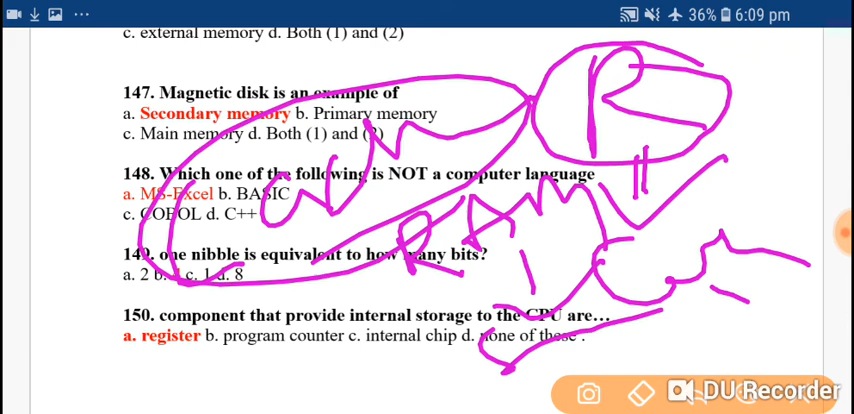 36% 6:09 pm
c. external memory d. Both (1) and (2)
147. Magnetic disk is an example of
a. Secondary memory b. Primary memory
c. Main memory d. Both (1) and (2)
148. Which one of the following is NOT a computer language
a. MS-Excel b. BASIC
c. COBOL d. C++
149. one nibble is equivalent to how many bits?
a. 2 b. 4 c. 1 d. 8
150. component that provide internal storage to the CPU are…
a. register b. program counter c. internal chip d. none of these .
R
RAM
DU Recorder